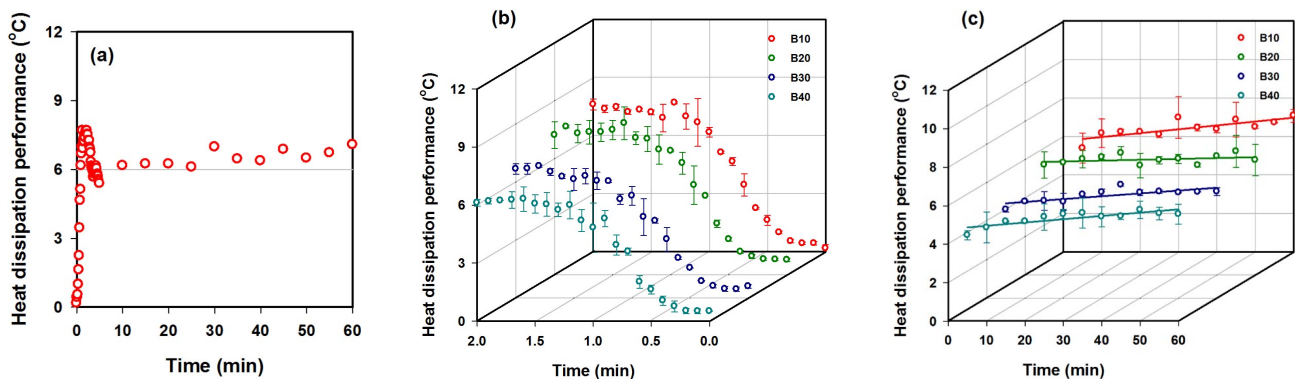 (a)
Heat dissipation performance (°C)
12
9
6
3
0
0 10 20 30 40 50 60
Time (min)
(b)
Heat dissipation performance (°C)
12
9
6
3
0
2.0 1.5 1.0 0.5 0.0
Time (min)
B10
B20
B30
B40
(c)
Heat dissipation performance (°C)
12
10
8
6
4
2
0
0 10 20 30 40 50 60
Time (min)
B10
B20
B30
B40